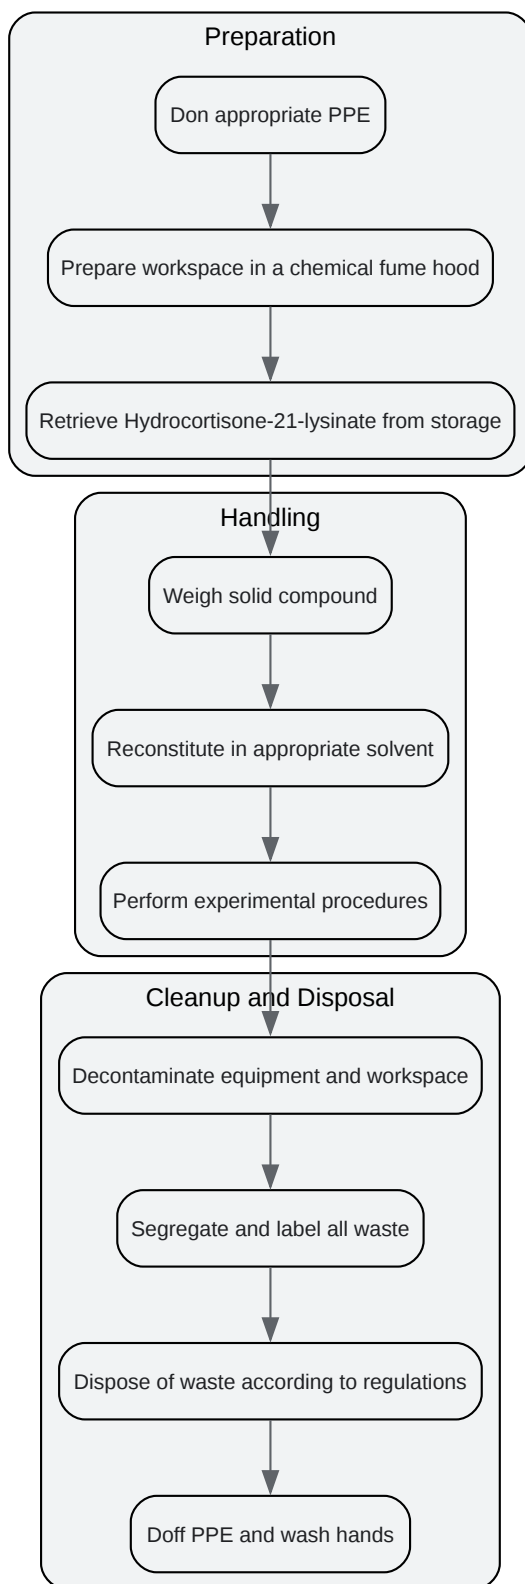 Preparation
Don appropriate PPE
Prepare workspace in a chemical fume hood
Retrieve Hydrocortisone-21-lysinate from storage
Handling
Weigh solid compound
Reconstitute in appropriate solvent
Perform experimental procedures
Cleanup and Disposal
Decontaminate equipment and workspace
Segregate and label all waste
Dispose of waste according to regulations
Doff PPE and wash hands